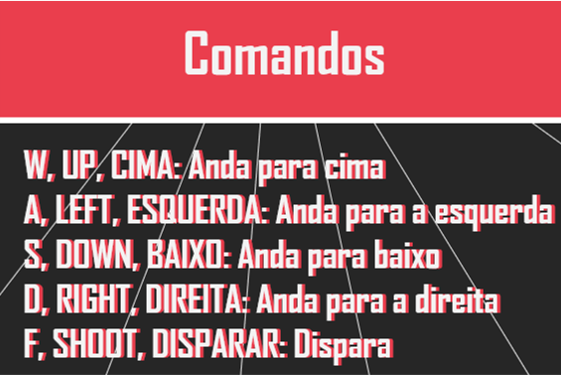 Comandos
W, UP, CIMA: Anda para cima
A, LEFT, ESQUERDA: Anda para a esquerda
S, DOWN, BAIXO: Anda para baixo
D, RIGHT, DIREITA: Anda para a direita
F, SHOOT, DISPARAR: Dispara